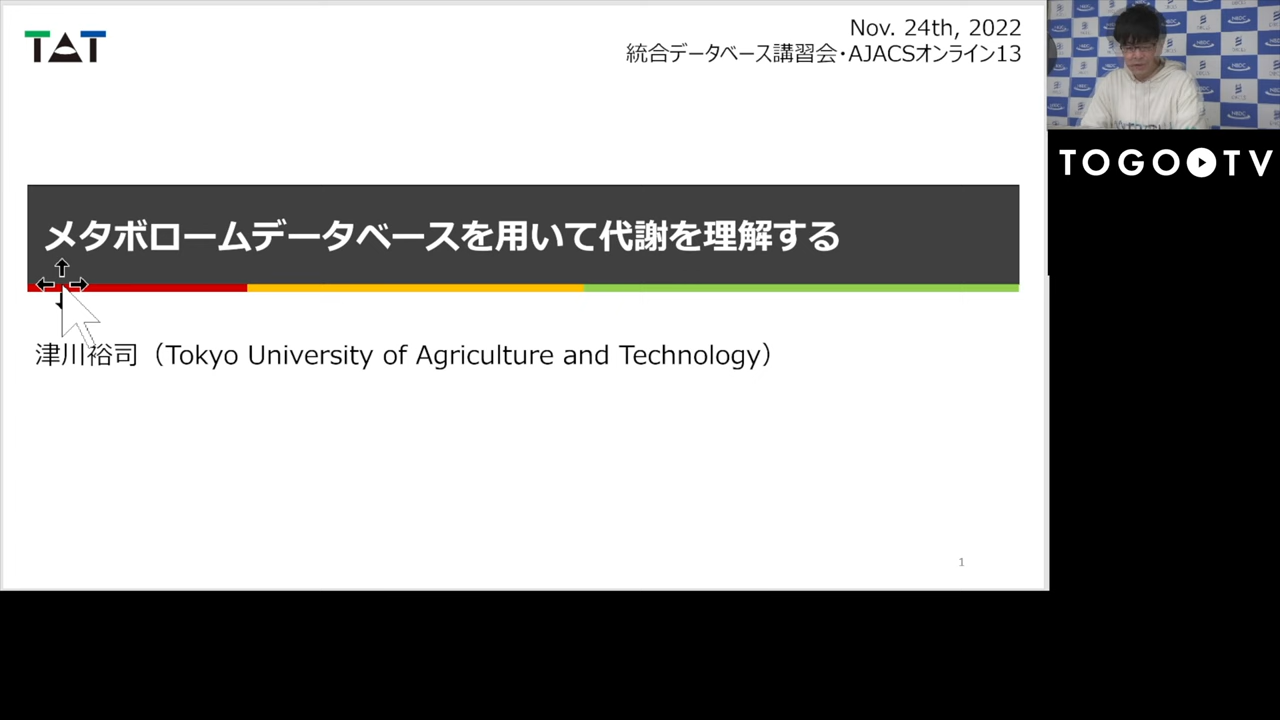 TAT
Nov. 24th, 2022
統合データベース講習会・AJACSオンライン13
メタボロームデータベースを用いて代謝を理解する
津川裕司（Tokyo University of Agriculture and Technology）
1
TOGO TV
NBDC